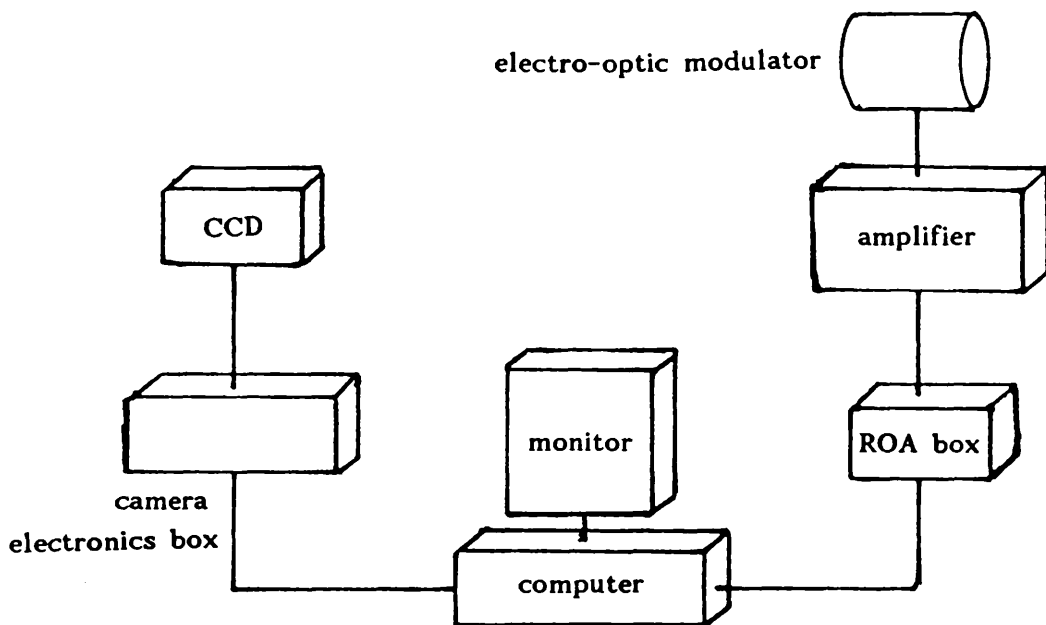 electro-optic modulator
CCD
amplifier
monitor
ROA box
camera
electronics box
computer